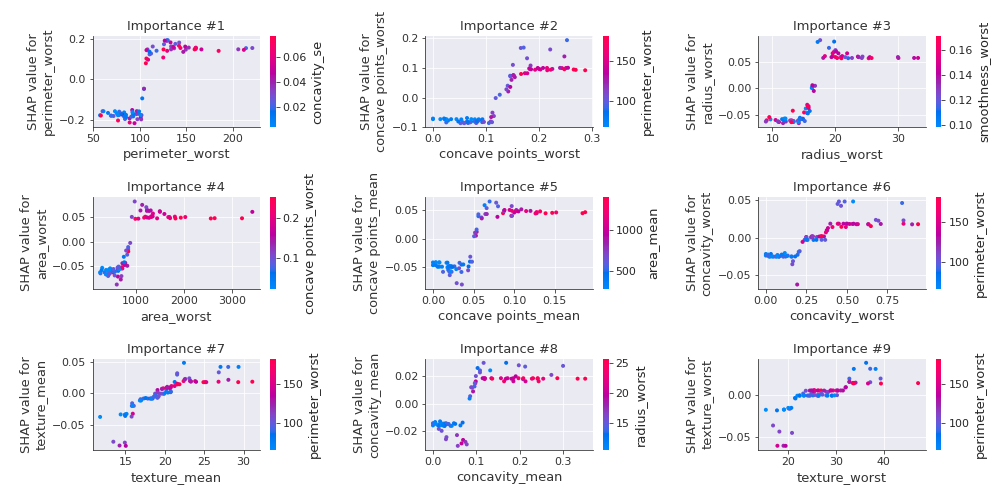 Importance #1
SHAP value for
perimeter_worst
0.2
0.0
−0.2
50
100
150
200
perimeter_worst
0.06
0.04
0.02
concavity_se
Importance #2
SHAP value for
concave points_worst
0.2
0.1
0.0
−0.1
0.0
0.1
0.2
0.3
concave points_worst
150
100
perimeter_worst
Importance #3
SHAP value for
radius_worst
0.05
0.00
−0.05
10
20
30
radius_worst
0.16
0.14
0.12
0.10
smoothness_worst
Importance #4
SHAP value for
area_worst
0.05
0.00
−0.05
1000
2000
3000
area_worst
0.2
0.1
concave points_worst
Importance #5
SHAP value for
concave points_mean
0.05
0.00
−0.05
0.00
0.05
0.10
0.15
concave points_mean
1000
500
area_mean
Importance #6
SHAP value for
concavity_worst
0.05
0.00
−0.05
0.00
0.25
0.50
0.75
concavity_worst
150
100
perimeter_worst
Importance #7
SHAP value for
texture_mean
0.05
0.00
−0.05
15
20
25
30
texture_mean
150
100
perimeter_worst
Importance #8
SHAP value for
concavity_mean
0.02
0.00
−0.02
0.0
0.1
0.2
0.3
concavity_mean
25
20
15
radius_worst
Importance #9
SHAP value for
texture_worst
0.00
−0.05
20
30
40
texture_worst
150
100
perimeter_worst